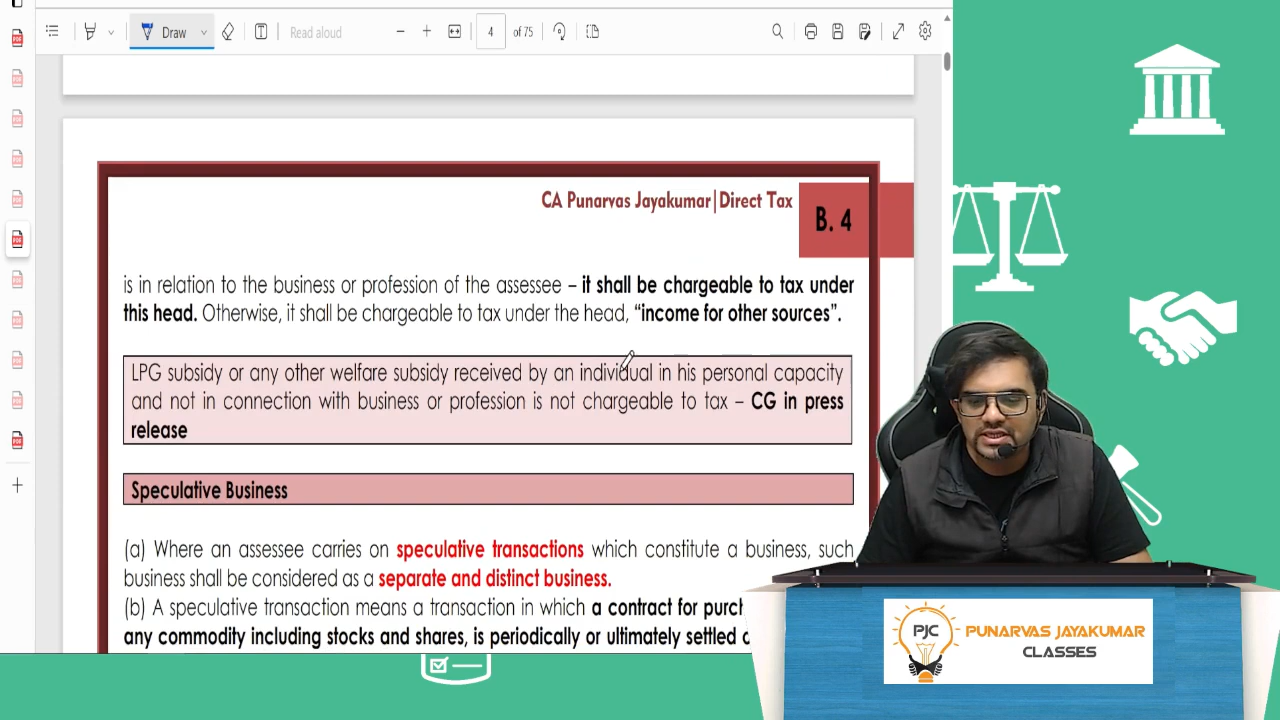 Draw
Read aloud
4
of 75
CA Punarvas Jayakumar|Direct Tax
B. 4
is in relation to the business or profession of the assessee – it shall be chargeable to tax under
this head. Otherwise, it shall be chargeable to tax under the head, “income for other sources”.
LPG subsidy or any other welfare subsidy received by an individual in his personal capacity
and not in connection with business or profession is not chargeable to tax – CG in press
release
Speculative Business
(a) Where an assessee carries on speculative transactions which constitute a business, such
business shall be considered as a separate and distinct business.
(b) A speculative transaction means a transaction in which a contract for
any commodity including stocks and shares, is periodically or ultimately settled
PJC
PUNARVAS JAYAKUMAR
CLASSES